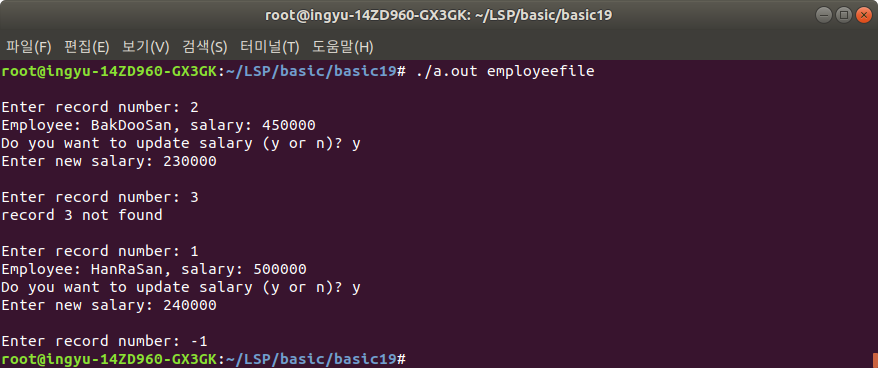 root@ingyu-14ZD960-GX3GK: ~/LSP/basic/basic19
파일(F) 편집(E) 보기(V) 검색(S) 터미널(T) 도움말(H)
root@ingyu-14ZD960-GX3GK:~/LSP/basic/basic19# ./a.out employeefile
Enter record number: 2
Employee: BakDooSan, salary: 450000
Do you want to update salary (y or n)? y
Enter new salary: 230000
Enter record number: 3
record 3 not found
Enter record number: 1
Employee: HanRaSan, salary: 500000
Do you want to update salary (y or n)? y
Enter new salary: 240000
Enter record number: -1
root@ingyu-14ZD960-GX3GK:~/LSP/basic/basic19#